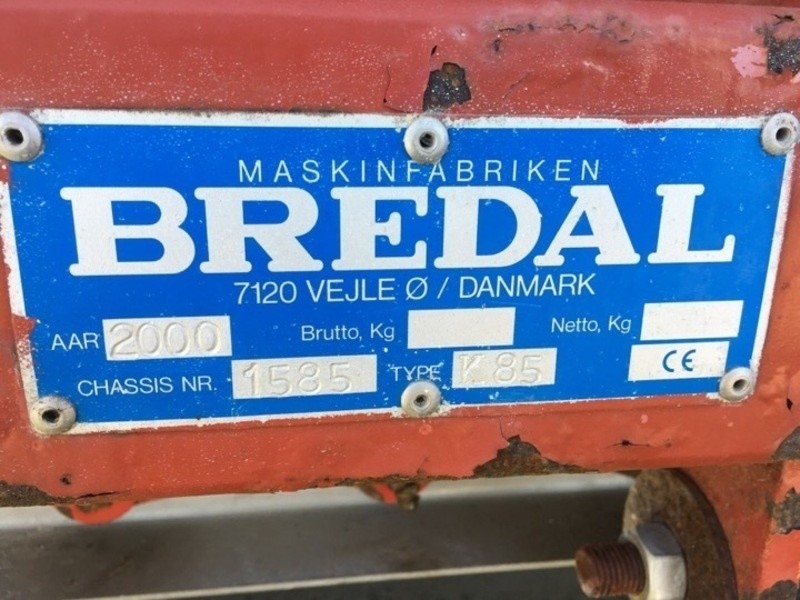 MASKINFABRIKEN
BREDAL
7120 VEJLE Ø / DANMARK
AAR 2000 Brutto, Kg Netto, Kg
CHASSIS NR. 1585 TYPE K 85 CE